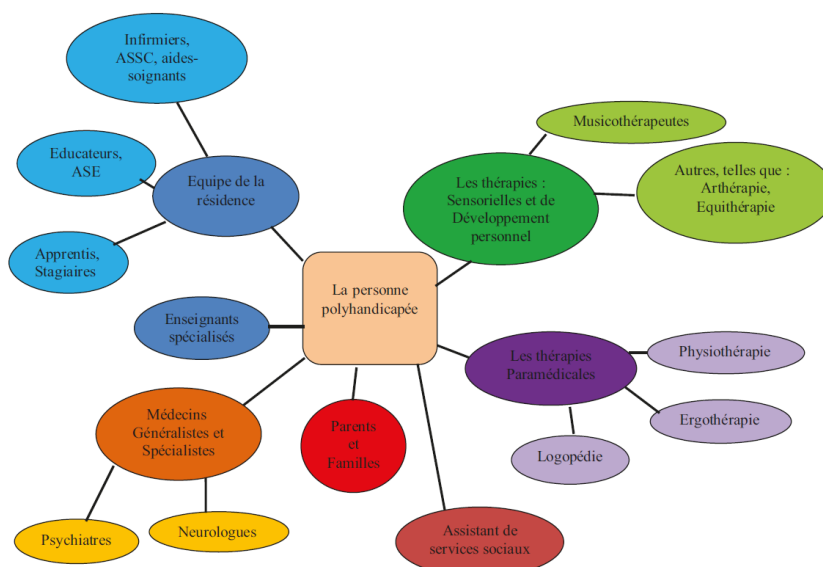 Infirmiers,
ASSC, aides-
soignants
Musicothérapeutes
Educateurs,
ASE
Equipe de la
résidence
Les thérapies :
Sensorielles et de
Développement
personnel
Autres, telles que :
Arthérapie,
Equithérapie
Apprentis,
Stagiaires
La personne
polyhandicapée
Enseignants
spécialisés
Les thérapies
Paramédicales
Physiothérapie
Médecins
Généralistes et
Spécialistes
Parents
et
Familles
Ergothérapie
Logopédie
Psychiatres
Neurologues
Assistant de
services sociaux